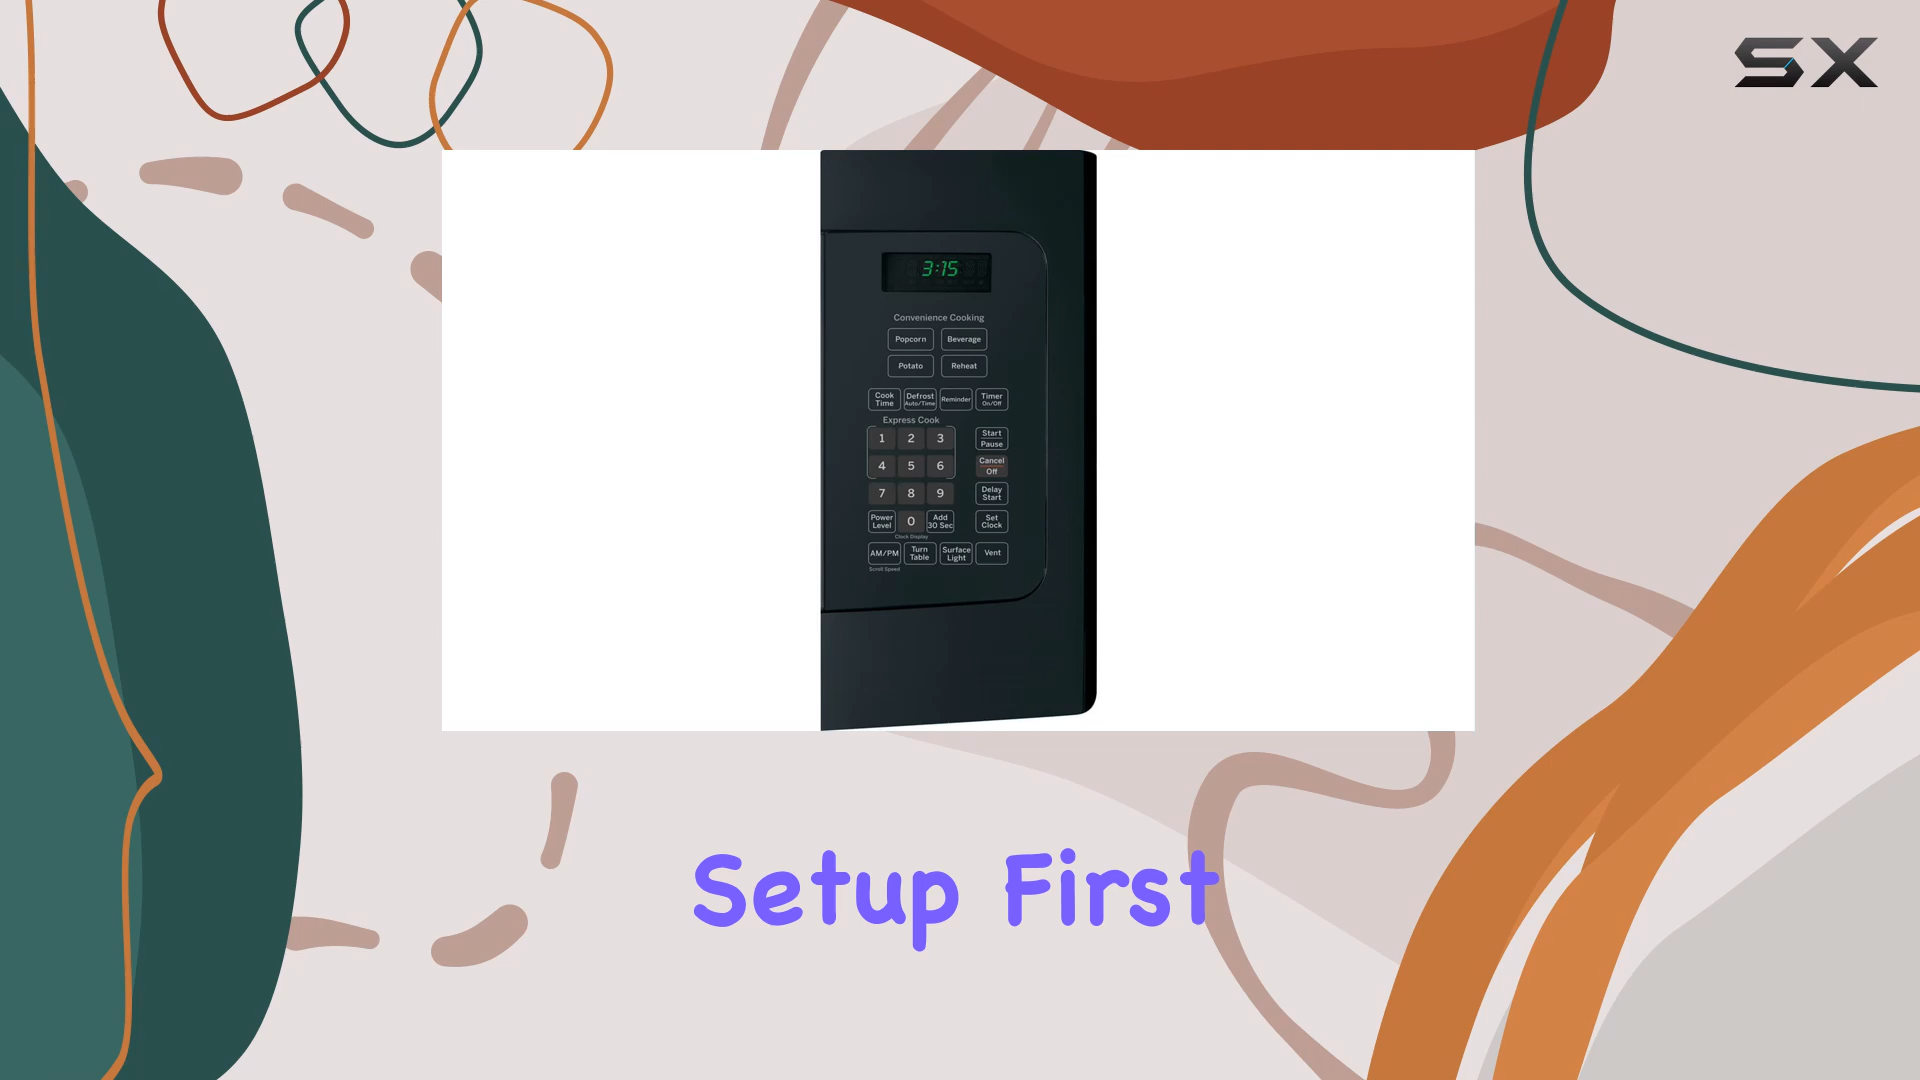 SX
3:15
Convenience Cooking
Popcorn Beverage
Potato Reheat
Cook Time Defrost Auto/Time Reminder Timer On/Off
Express Cook
1 2 3 Start Pause
4 5 6 Cancel Off
7 8 9 Delay Start
Power Level 0 Add 30 Sec Set Clock
Clock Display
AM/PM Turn Table Surface Light Vent
Scroll Speed
Setup First